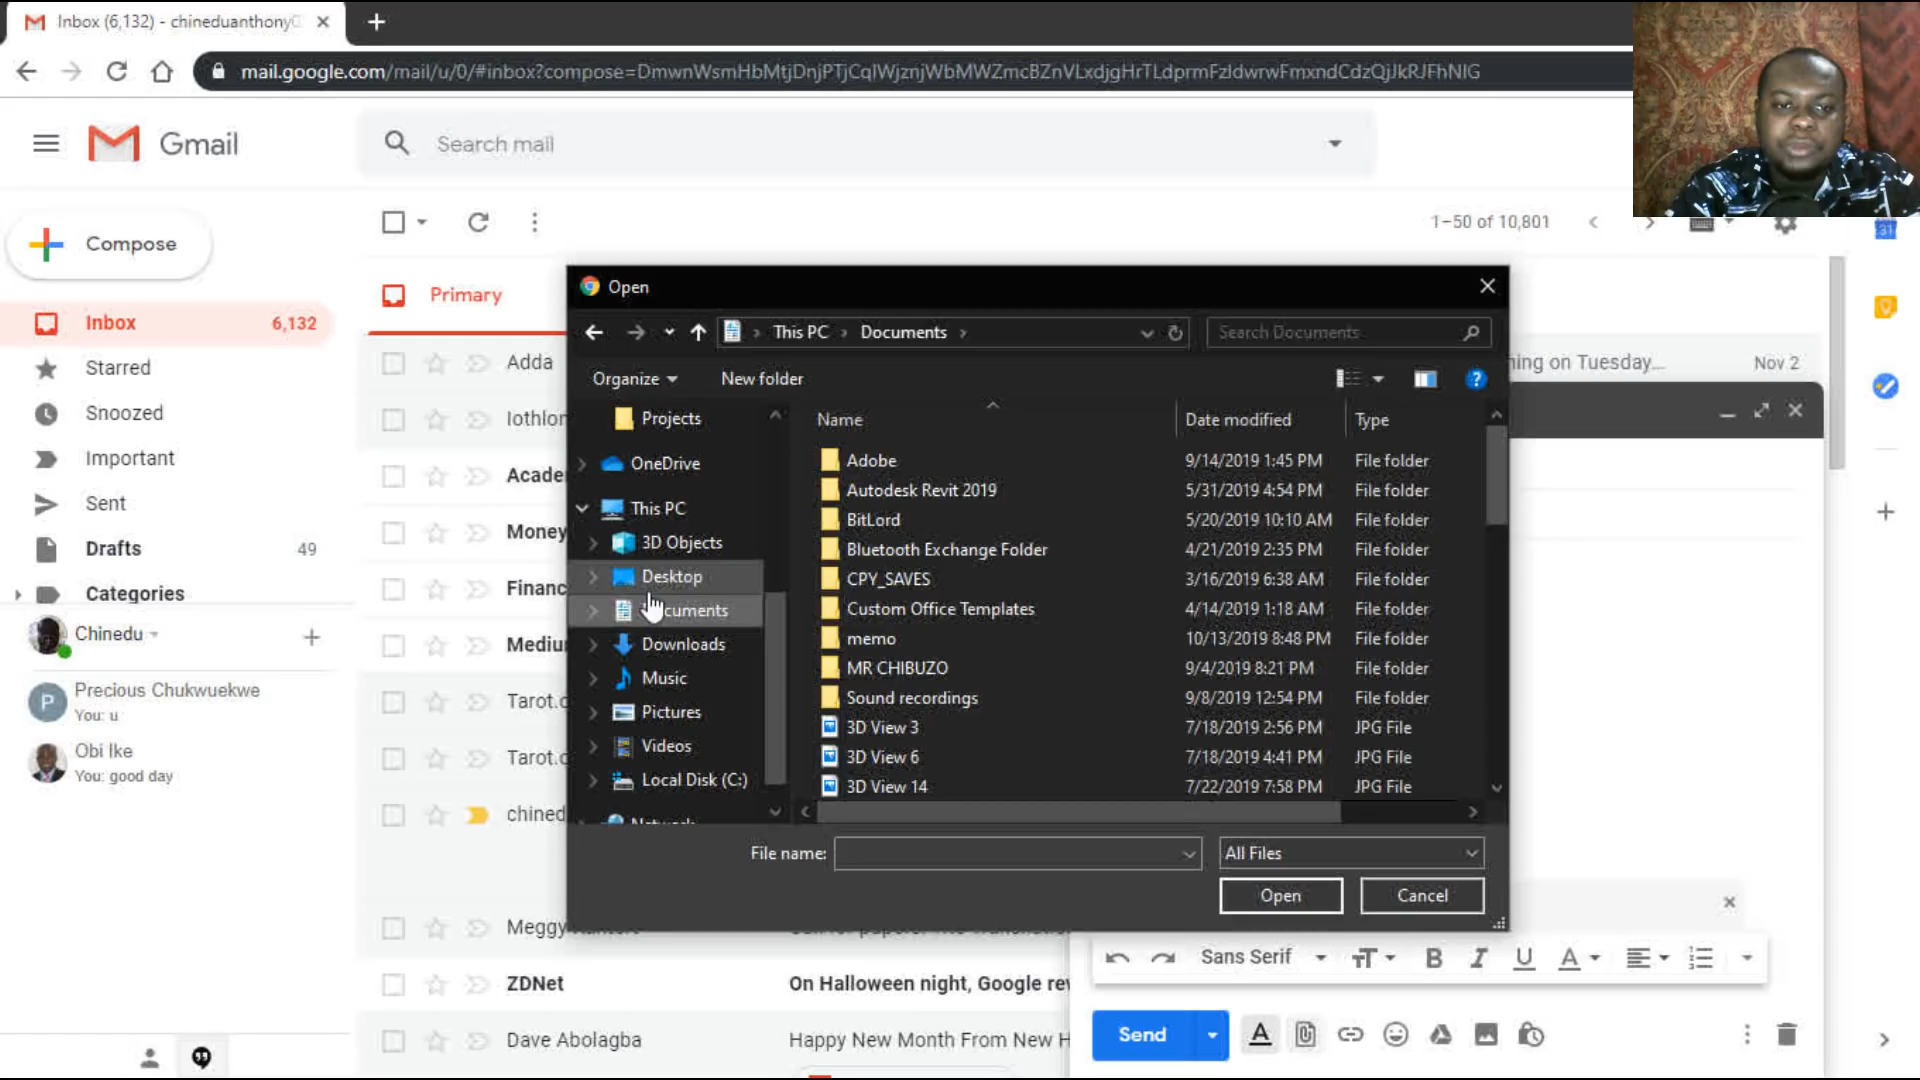 Inbox (6,132) - chineduanthony
mail.google.com/mail/u/0/#inbox?compose=
Gmail
Search mail
Compose
1–50 of 10,801
31
Inbox 6,132
Starred
Snoozed
Important
Sent
Drafts 49
Categories
Chinedu
P
Precious Chukwuekwe
You: u
Obi Ike
You: good day
Primary
Adda
ing on Tuesday... Nov 2
Iothlon
Acade
Money
Financ
Mediu
Tarot.c
Tarot.c
chined
Meggy
ZDNet On Halloween night, Google rev
Dave Abolagba Happy New Month From New H
Open
This PC Documents
Search Documents
Organize New folder
Projects
OneDrive
This PC
3D Objects
Desktop
cuments
Downloads
Music
Pictures
Videos
Local Disk (C:)
Network
Name Date modified Type
Adobe 9/14/2019 1:45 PM File folder
Autodesk Revit 2019 5/31/2019 4:54 PM File folder
BitLord 5/20/2019 10:10 AM File folder
Bluetooth Exchange Folder 4/21/2019 2:35 PM File folder
CPY_SAVES 3/16/2019 6:38 AM File folder
Custom Office Templates 4/14/2019 1:18 AM File folder
memo 10/13/2019 8:48 PM File folder
MR CHIBUZO 9/4/2019 8:21 PM File folder
Sound recordings 9/8/2019 12:54 PM File folder
3D View 3 7/18/2019 2:56 PM JPG File
3D View 6 7/18/2019 4:41 PM JPG File
3D View 14 7/22/2019 7:58 PM JPG File
File name: All Files
Open Cancel
Sans Serif
B I U A
Send A